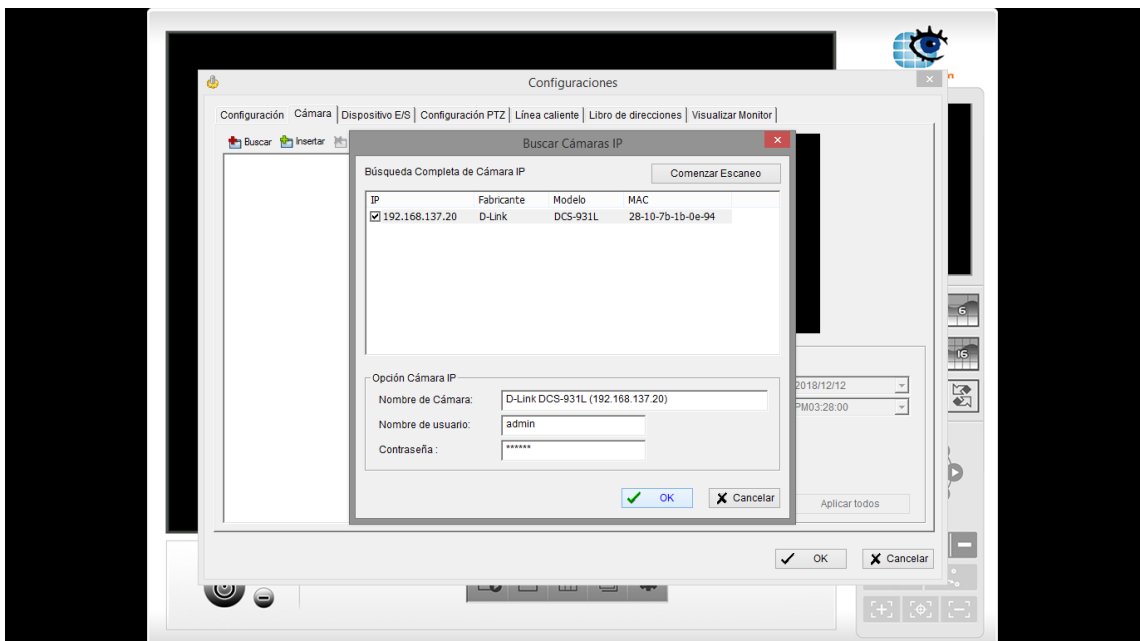 Configuraciones
Configuración Cámara Dispositivo E/S Configuración PTZ Línea caliente Libro de direcciones Visualizar Monitor
Buscar Insertar
Buscar Cámaras IP
Búsqueda Completa de Cámara IP
Comenzar Escaneo
IP Fabricante Modelo MAC
192.168.137.20 D-Link DCS-931L 28-10-7b-1b-0e-94
6
16
Opción Cámara IP
Nombre de Cámara: D-Link DCS-931L (192.168.137.20)
2018/12/12
PM03:28:00
Nombre de usuario: admin
Contraseña : ******
OK Cancelar
Aplicar todos
OK Cancelar